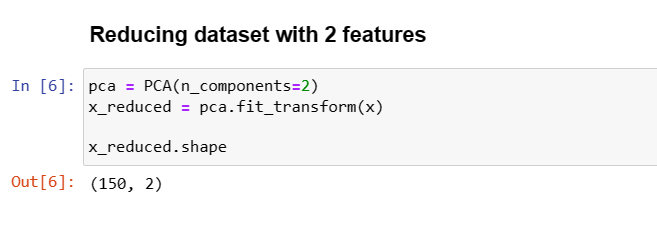 Reducing dataset with 2 features
In [6]: pca = PCA(n_components=2)
x_reduced = pca.fit_transform(x)
x_reduced.shape
Out[6]: (150, 2)